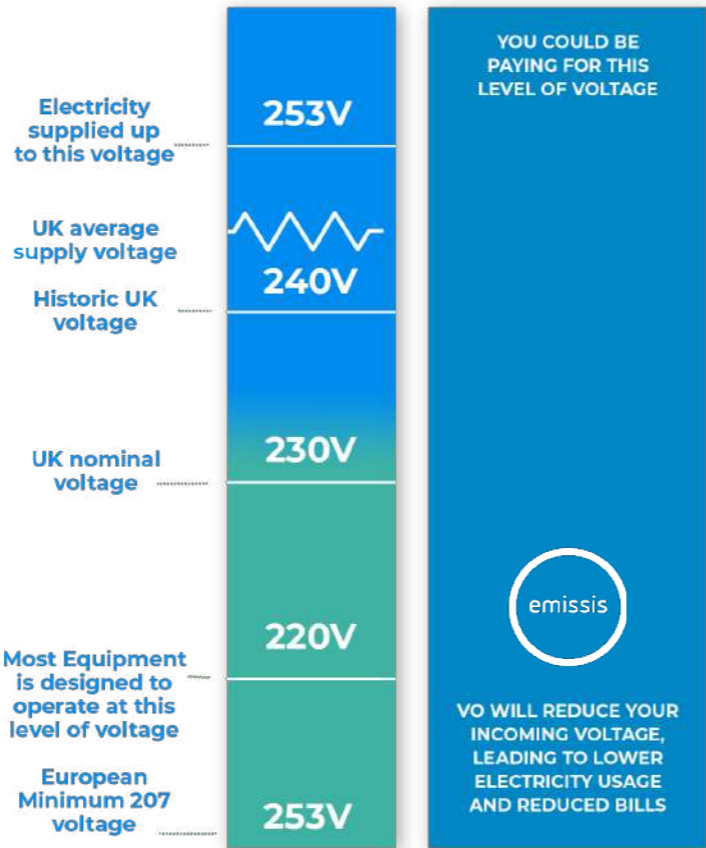 Electricity
supplied up
to this voltage
UK average
supply voltage
Historic UK
voltage
UK nominal
voltage
Most Equipment
is designed to
operate at this
level of voltage
European
Minimum 207
voltage
253V
240V
230V
220V
253V
YOU COULD BE
PAYING FOR THIS
LEVEL OF VOLTAGE
emissis
VO WILL REDUCE YOUR
INCOMING VOLTAGE,
LEADING TO LOWER
ELECTRICITY USAGE
AND REDUCED BILLS